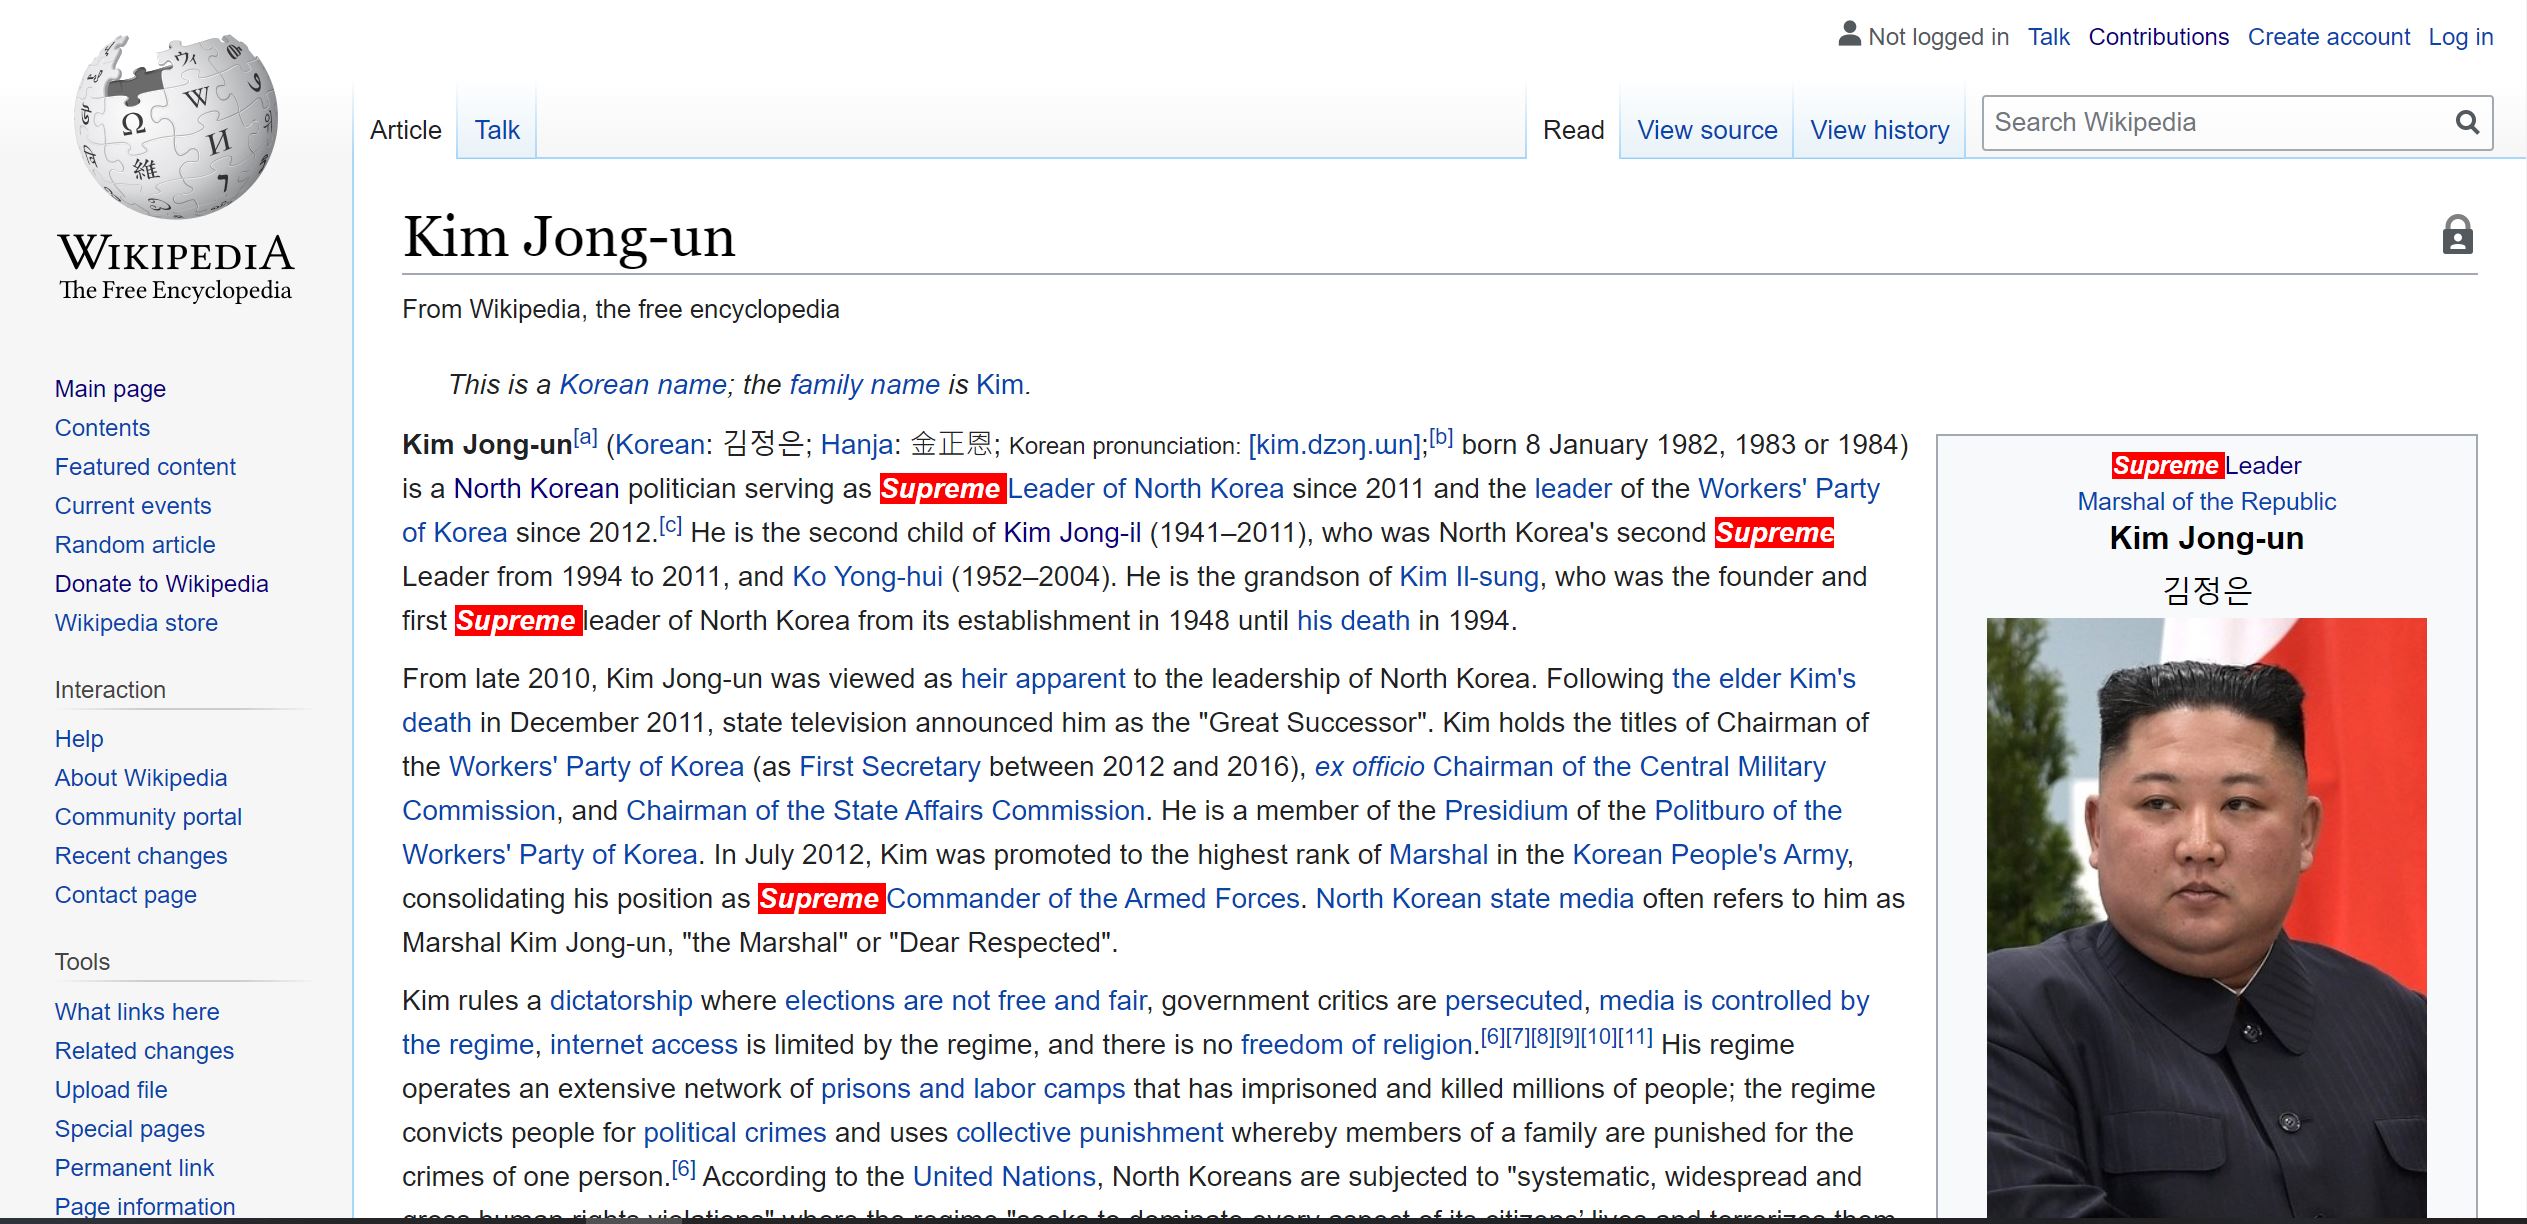 Not logged in Talk Contributions Create account Log in
Article Talk Read View source View history Search Wikipedia
WIKIPEDIA
The Free Encyclopedia
Main page
Contents
Featured content
Current events
Random article
Donate to Wikipedia
Wikipedia store
Interaction
Help
About Wikipedia
Community portal
Recent changes
Contact page
Tools
What links here
Related changes
Upload file
Special pages
Permanent link
Page information
Kim Jong-un
From Wikipedia, the free encyclopedia
This is a Korean name; the family name is Kim.
Kim Jong-un[a] (Korean: 김정은; Hanja: 金正恩; Korean pronunciation: [kim.dzɔŋ.ɯn];[b] born 8 January 1982, 1983 or 1984)
is a North Korean politician serving as Supreme Leader of North Korea since 2011 and the leader of the Workers' Party
of Korea since 2012.[c] He is the second child of Kim Jong-il (1941–2011), who was North Korea's second Supreme
Leader from 1994 to 2011, and Ko Yong-hui (1952–2004). He is the grandson of Kim Il-sung, who was the founder and
first Supreme leader of North Korea from its establishment in 1948 until his death in 1994.
From late 2010, Kim Jong-un was viewed as heir apparent to the leadership of North Korea. Following the elder Kim's
death in December 2011, state television announced him as the "Great Successor". Kim holds the titles of Chairman of
the Workers' Party of Korea (as First Secretary between 2012 and 2016), ex officio Chairman of the Central Military
Commission, and Chairman of the State Affairs Commission. He is a member of the Presidium of the Politburo of the
Workers' Party of Korea. In July 2012, Kim was promoted to the highest rank of Marshal in the Korean People's Army,
consolidating his position as Supreme Commander of the Armed Forces. North Korean state media often refers to him as
Marshal Kim Jong-un, "the Marshal" or "Dear Respected".
Kim rules a dictatorship where elections are not free and fair, government critics are persecuted, media is controlled by
the regime, internet access is limited by the regime, and there is no freedom of religion.[6][7][8][9][10][11] His regime
operates an extensive network of prisons and labor camps that has imprisoned and killed millions of people; the regime
convicts people for political crimes and uses collective punishment whereby members of a family are punished for the
crimes of one person.[6] According to the United Nations, North Koreans are subjected to "systematic, widespread and
gross human rights violations" where the regime "seeks to dominate every aspect of its citizens' lives and terrorizes them
Supreme Leader
Marshal of the Republic
Kim Jong-un
김정은